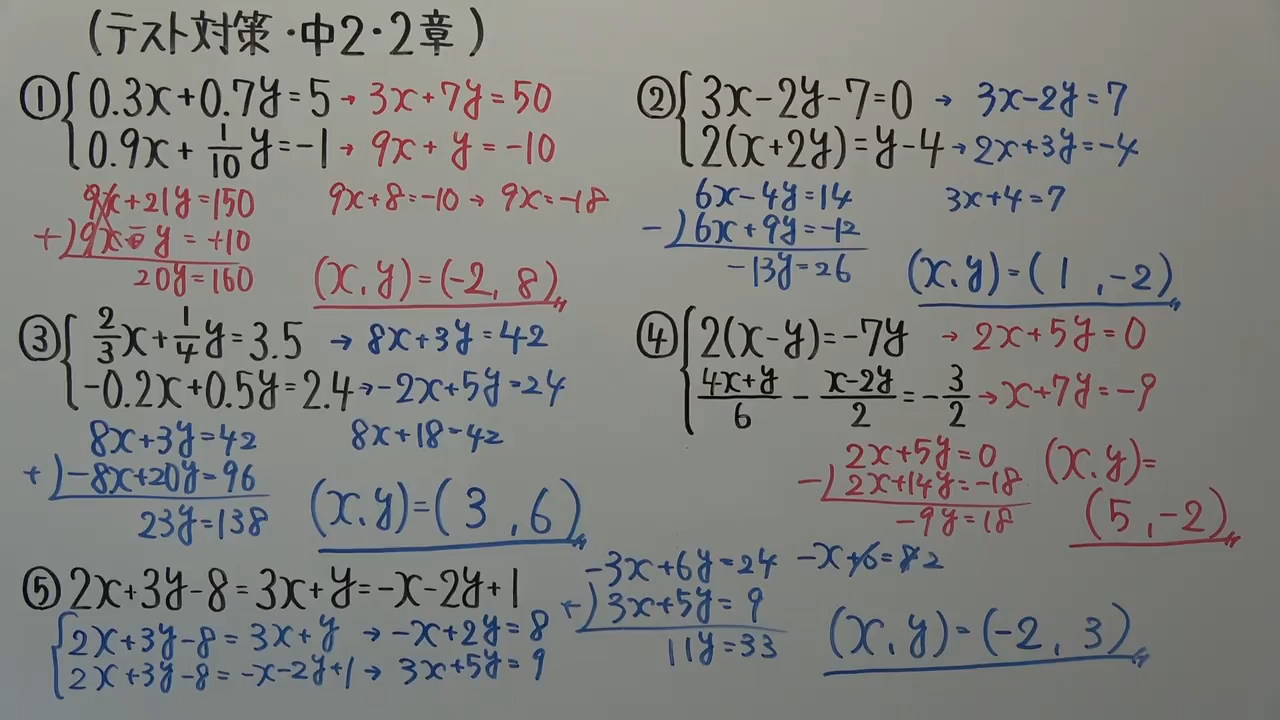 (テスト対策・中2・2章)
① { 0.3x+0.7y=5 → 3x+7y=50
0.9x+1/10y=-1 → 9x+y=-10
9x+21y=150
+) 9x-y=+10
20y=160
9x+8=-10 → 9x=-18
(x,y)=(-2,8)
② { 3x-2y-7=0 → 3x-2y=7
2(x+2y)=y-4 → 2x+3y=-4
6x-4y=14
-) 6x+9y=-12
-13y=26
3x+4=7
(x,y)=(1,-2)
③ { 2/3x+1/4y=3.5 → 8x+3y=42
-0.2x+0.5y=2.4 → -2x+5y=24
8x+3y=42
+) -8x+20y=96
23y=138
8x+18=42
(x,y)=(3,6)
④ { 2(x-y)=-7y → 2x+5y=0
4x+y/6 - x-2y/2 = -3/2 → x+7y=-9
2x+5y=0
-) 2x+14y=-18
-9y=18
(x,y)=
(5,-2)
⑤ 2x+3y-8=3x+y=-x-2y+1
{ 2x+3y-8=3x+y → -x+2y=8
2x+3y-8=-x-2y+1 → 3x+5y=9
-3x+6y=24
+) 3x+5y=9
11y=33
-x+6=8 2
(x,y)=(-2,3)